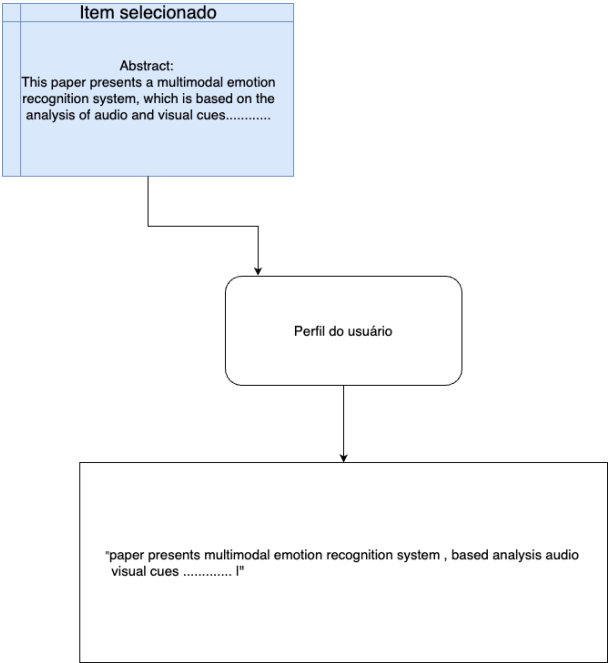 Item selecionado
Abstract:
This paper presents a multimodal emotion
recognition system, which is based on the
analysis of audio and visual cues............
Perfil do usuário
"paper presents multimodal emotion recognition system , based analysis audio
visual cues ............. l"